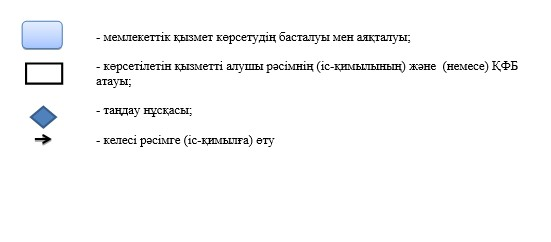 - мемлекеттік қызмет көрсетудің басталуы мен аяқталуы;
- көрсетілетін қызметті алушы рәсімнің (іс-қимылының) және (немесе) ҚФБ
атауы;
- таңдау нұсқасы;
- келесі рәсімге (іс-қимылға) өту